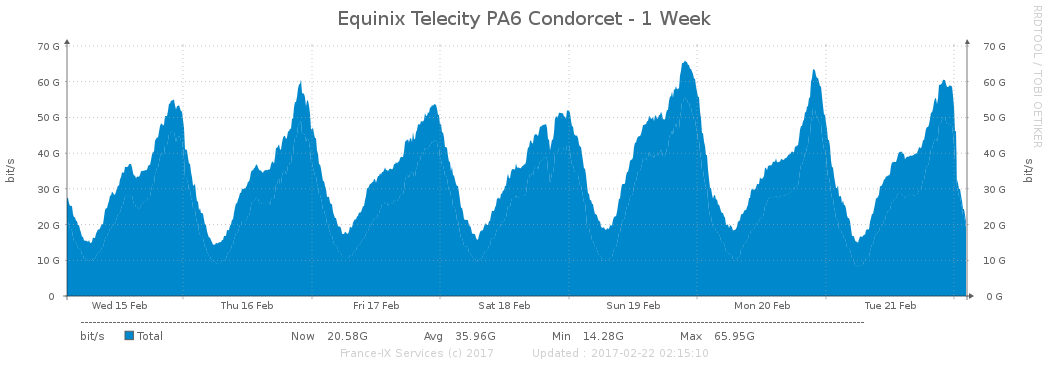 Equinix Telecity PA6 Condorcet - 1 Week
RRDTOOL / TOBI OETIKER
bit/s
70 G 70 G
60 G 60 G
50 G 50 G
40 G 40 G
30 G 30 G
20 G 20 G
10 G 10 G
0 0 G
bit/s
Wed 15 Feb Thu 16 Feb Fri 17 Feb Sat 18 Feb Sun 19 Feb Mon 20 Feb Tue 21 Feb
bit/s Total Now 20.58G Avg 35.96G Min 14.28G Max 65.95G
France-IX Services (c) 2017 Updated : 2017-02-22 02:15:10